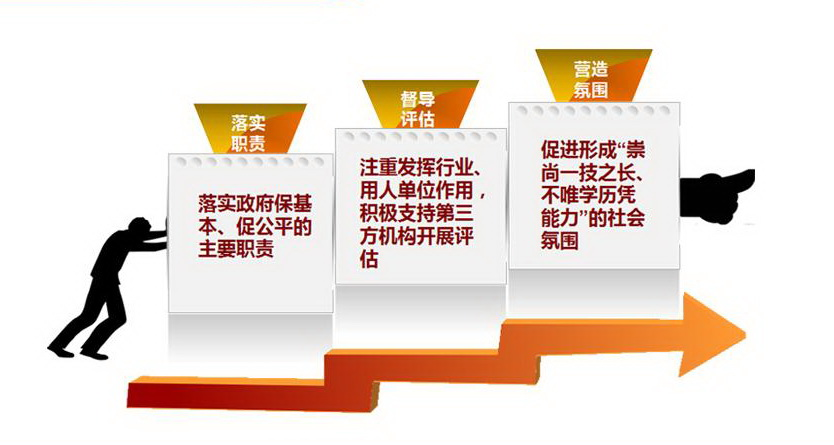 落实
职责
落实政府保基
本、促公平的
主要职责
督导
评估
注重发挥行业、
用人单位作用，
积极支持第三
方机构开展评
估
营造
氛围
促进形成“崇
尚一技之长、
不唯学历凭
能力”的社会
氛围